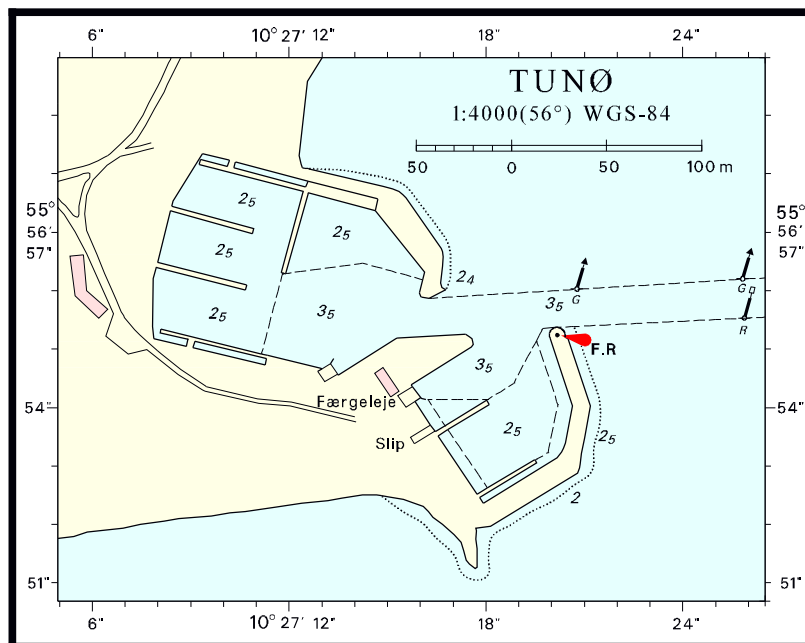 6" 10° 27' 12" 18" 24"
TUNØ
1:4000(56°) WGS-84
50 0 50 100 m
55° 55°
56' 56'
57" 57"
2₅
2₅
2₅
2₄
2₅
3₅
3₅
G
G
R
F.R
3₅
Færgeleje
54" 54"
2₅
2₅
Slip
2
51" 51"
6" 10° 27' 12" 18" 24"